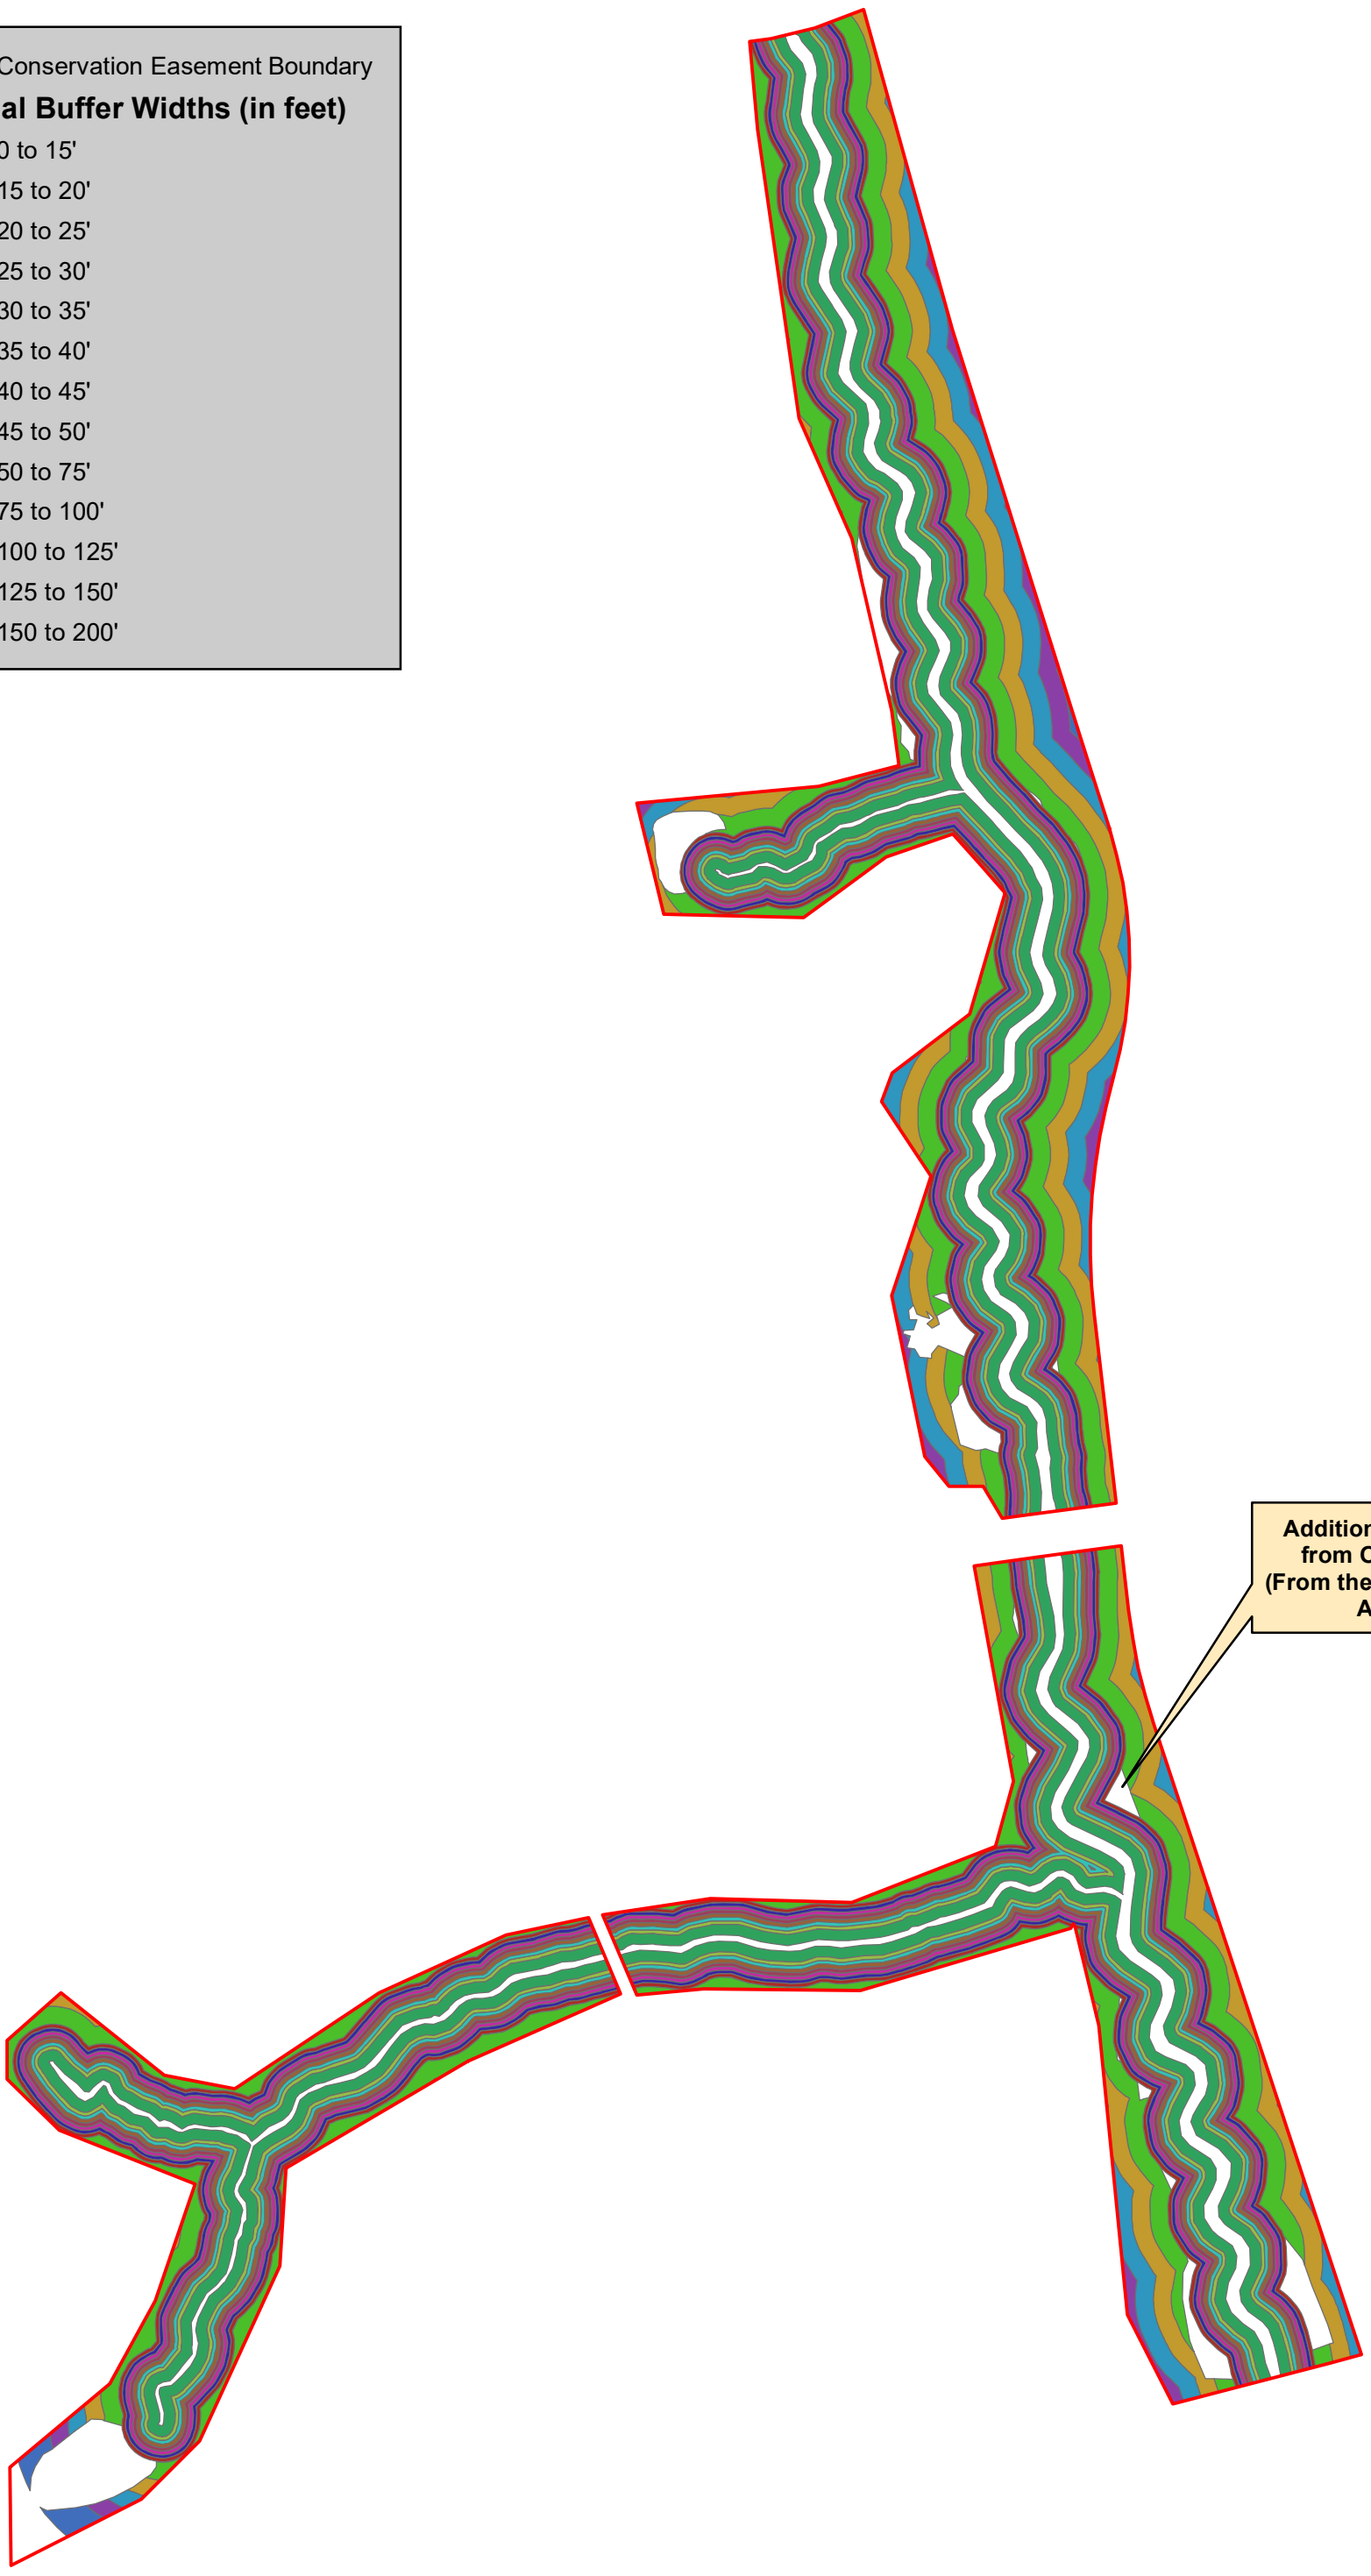 Conservation Easement Boundary
al Buffer Widths (in feet)
0 to 15'
15 to 20'
20 to 25'
25 to 30'
30 to 35'
35 to 40'
40 to 45'
45 to 50'
50 to 75'
75 to 100'
100 to 125'
125 to 150'
150 to 200'
Addition
from C
(From the
A